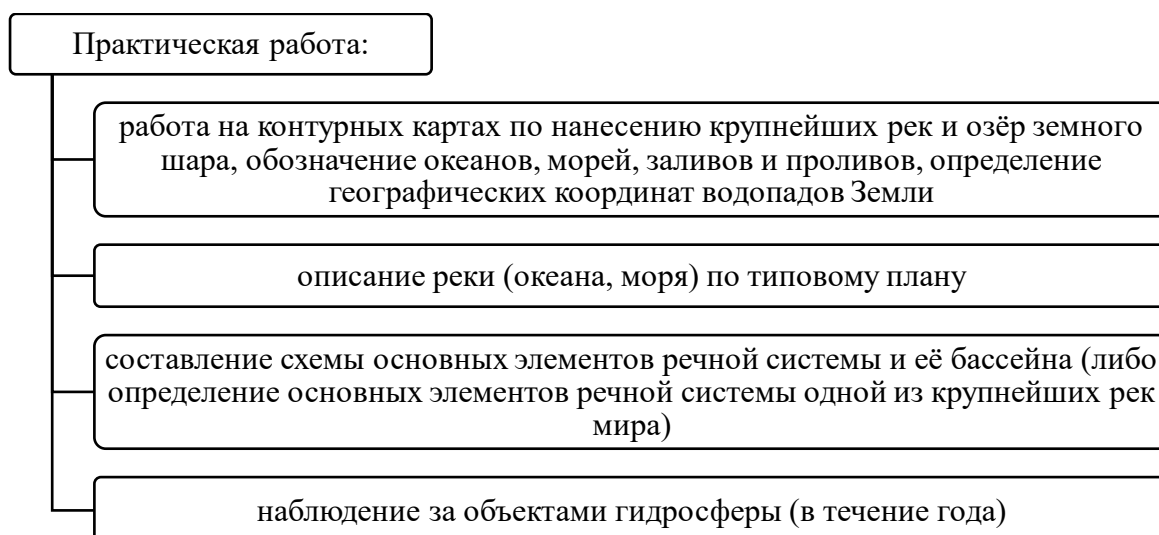 Практическая работа:
работа на контурных картах по нанесению крупнейших рек и озёр земного
шара, обозначение океанов, морей, заливов и проливов, определение
географических координат водопадов Земли
описание реки (океана, моря) по типовому плану
составление схемы основных элементов речной системы и её бассейна (либо
определение основных элементов речной системы одной из крупнейших рек
мира)
наблюдение за объектами гидросферы (в течение года)